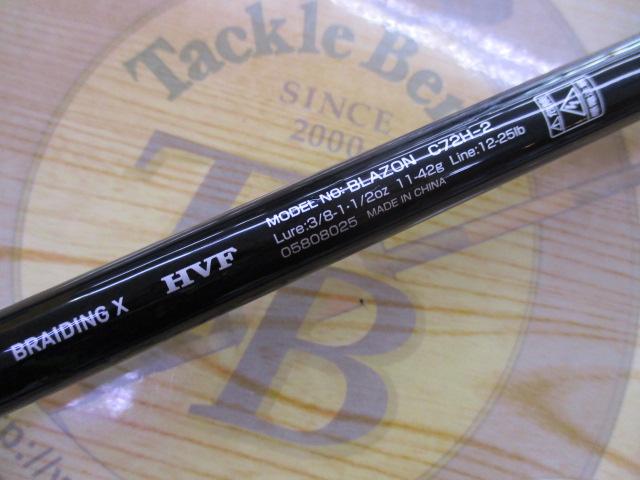 Tackle Ber
SINCE
2000
TB
BRAIDING X
HVF
MODEL NO: BLAZON C72H-2
Lure:3/8-1·1/2oz 11-42g Line:12-25lb
05808025 MADE IN CHINA